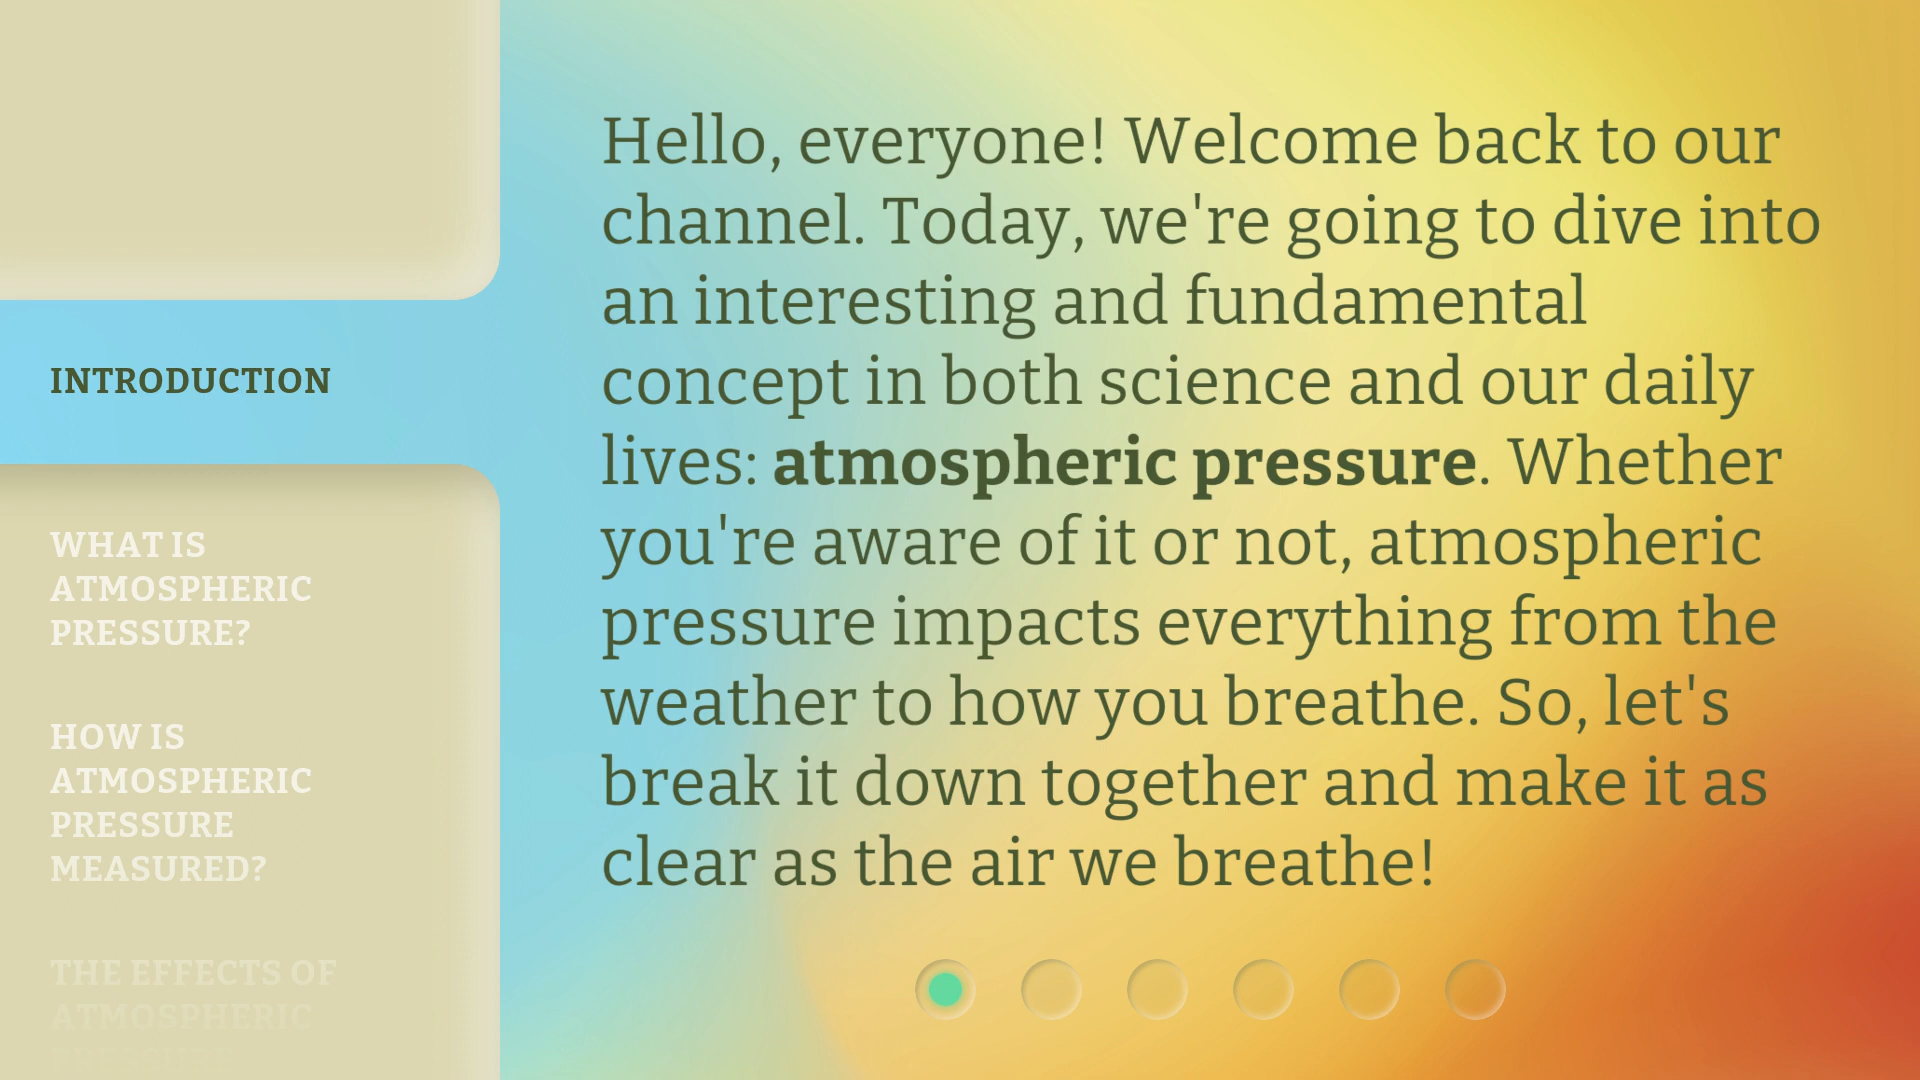 INTRODUCTION
WHAT IS
ATMOSPHERIC
PRESSURE?
HOW IS
ATMOSPHERIC
PRESSURE
MEASURED?
THE EFFECTS OF
ATMOSPHERIC
PRESSURE
Hello, everyone! Welcome back to our
channel. Today, we're going to dive into
an interesting and fundamental
concept in both science and our daily
lives: atmospheric pressure. Whether
you're aware of it or not, atmospheric
pressure impacts everything from the
weather to how you breathe. So, let's
break it down together and make it as
clear as the air we breathe!